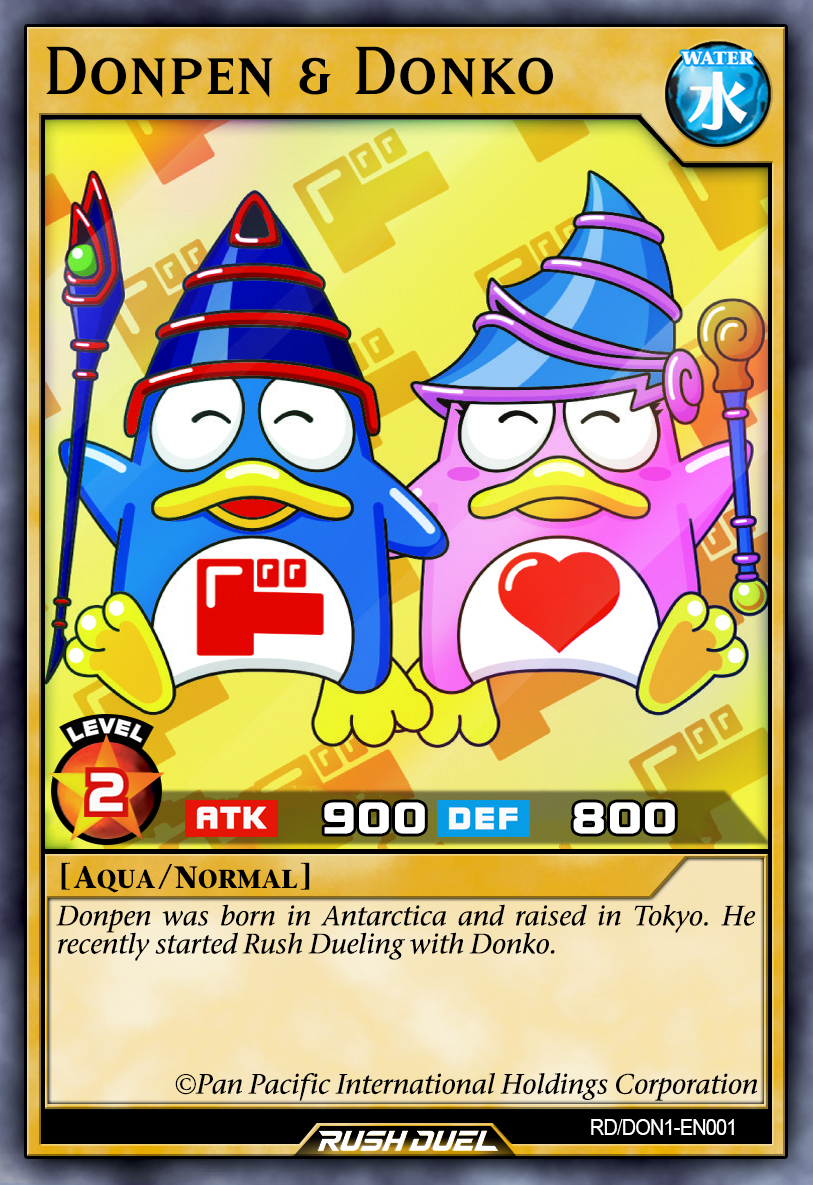 DONPEN & DONKO
WATER
水
ド
LEVEL
2
ATK 900 DEF 800
[AQUA/NORMAL]
Donpen was born in Antarctica and raised in Tokyo. He
recently started Rush Dueling with Donko.
©Pan Pacific International Holdings Corporation
RD/DON1-EN001
RUSH DUEL